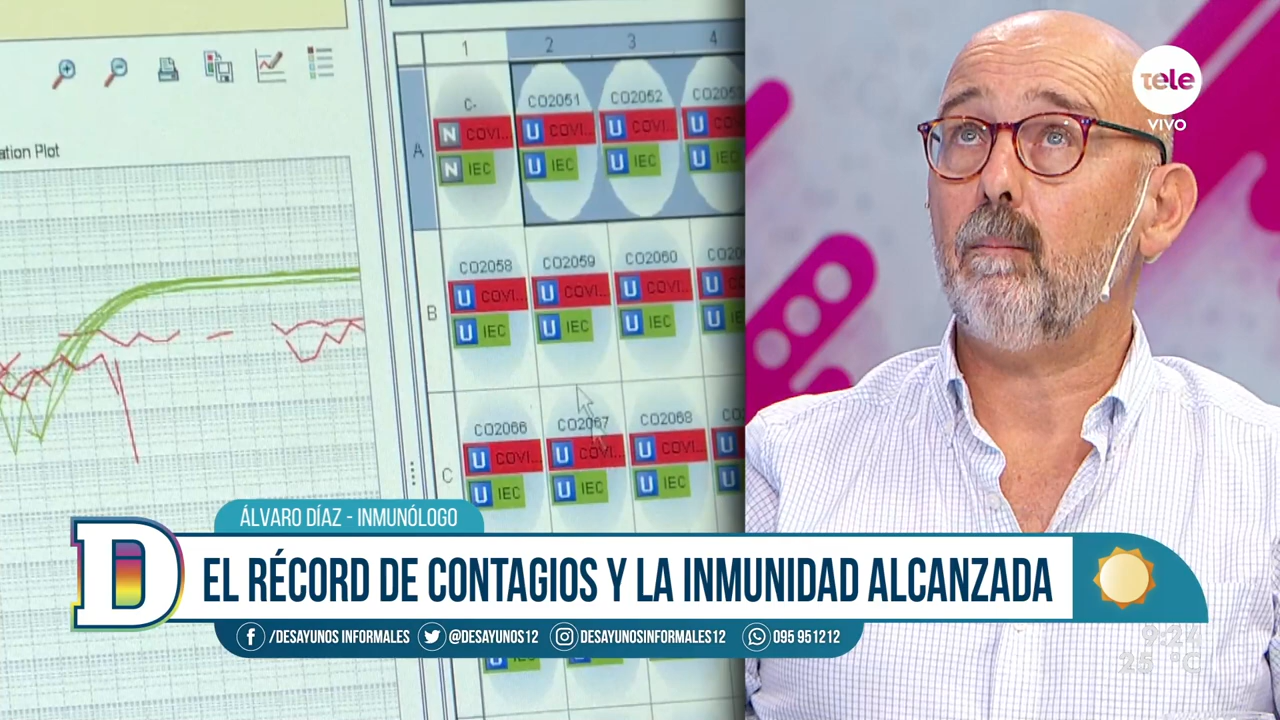 ation Plot
1 2 3 4
A
C-
COVI...
IEC
CO2051
COVI...
IEC
CO2052
COVI...
IEC
CO2053
B
CO2058
COVI...
IEC
CO2059
COVI...
IEC
CO2060
COVI...
IEC
C
CO2066
COVI...
IEC
CO2067
COVI...
IEC
CO2068
COVI...
IEC
tele
VIVO
ÁLVARO DÍAZ - INMUNÓLOGO
D
EL RÉCORD DE CONTAGIOS Y LA INMUNIDAD ALCANZADA
/DESAYUNOS INFORMALES @DESAYUNOS12 DESAYUNOSINFORMALES12 095 951212
25 °C